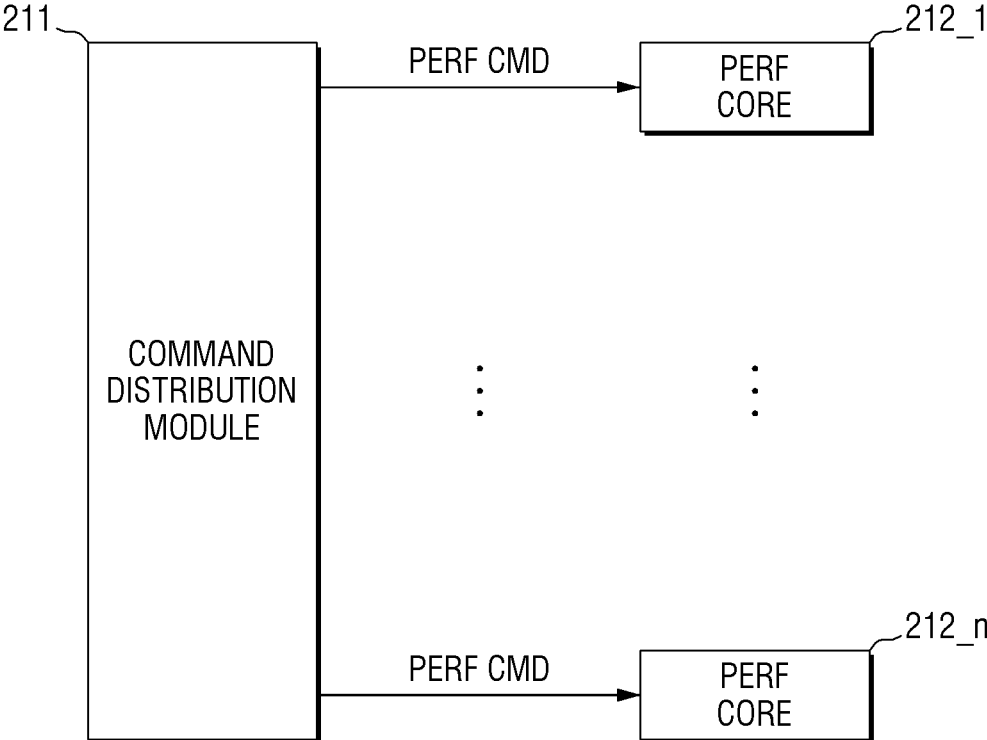 211
212_1
PERF CMD
PERF
CORE
COMMAND
DISTRIBUTION
MODULE
212_n
PERF CMD
PERF
CORE